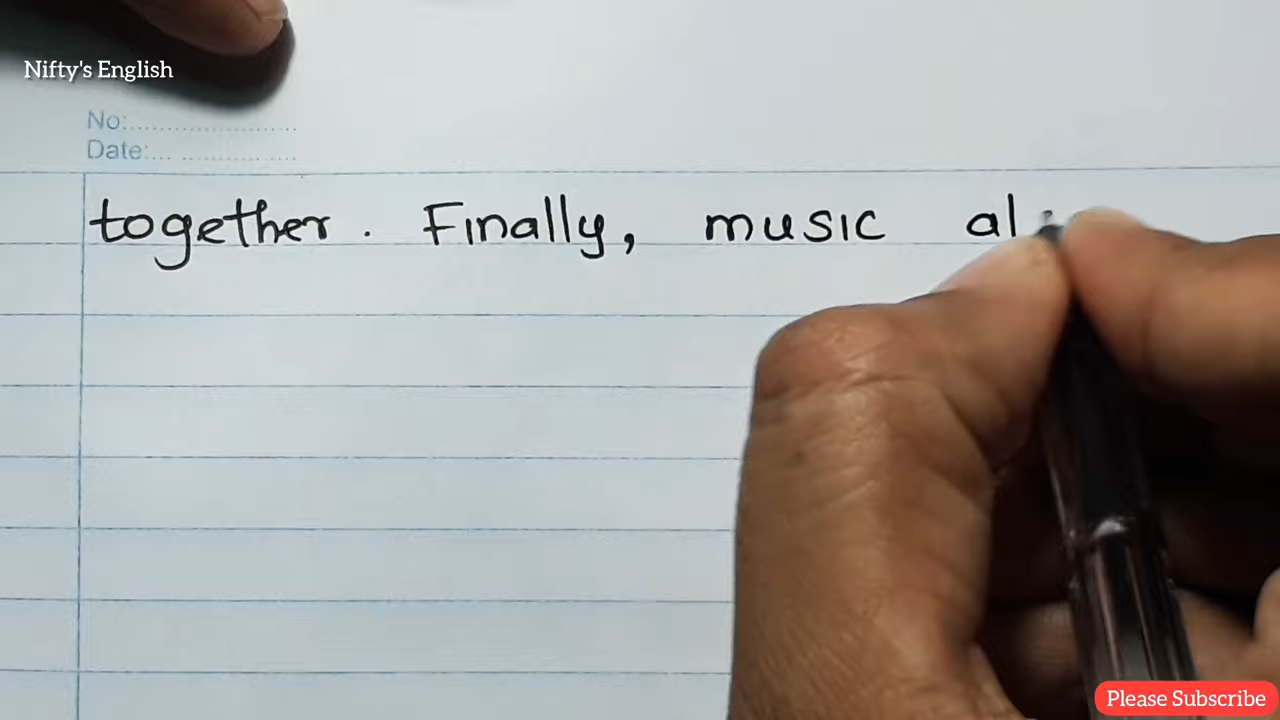 Nifty's English
No:
Date:
together. Finally, music al
Please Subscribe